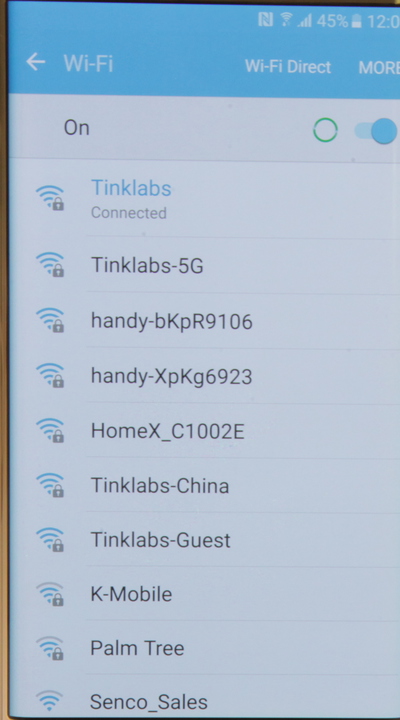 45% 12:0
Wi-Fi Wi-Fi Direct MORE
On
Tinklabs
Connected
Tinklabs-5G
handy-bKpR9106
handy-XpKg6923
HomeX_C1002E
Tinklabs-China
Tinklabs-Guest
K-Mobile
Palm Tree
Senco_Sales